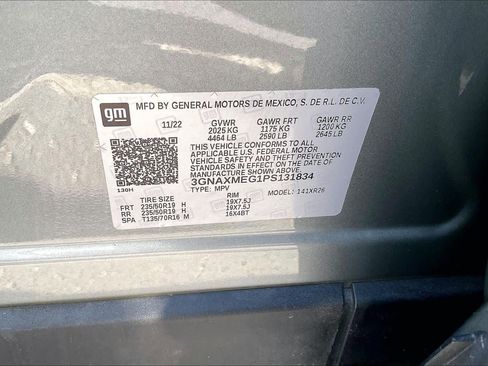 gm
MFD BY GENERAL MOTORS DE MEXICO, S. DE R.L. DE C.V.
11/22 GVWR GAWR FRT GAWR RR
2025 KG 1175 KG 1200 KG
4464 LB 2590 LB 2645 LB
THIS VEHICLE CONFORMS TO ALL APPLICABLE
U.S. FEDERAL MOTOR
VEHICLE SAFETY AND THEFT PREVENTION
STANDARDS IN EFFECT ON THE DATE OF
MANUFACTURE SHOWN ABOVE.
3GNAXMEG1PS131834
130H TYPE: MPV MODEL: 1XR26
TIRE SIZE RIM
FRT 235/50R19 H 19X7.5J
RR 235/50R19 H 19X7.5J
SPA T135/70R16 M 16X4BT